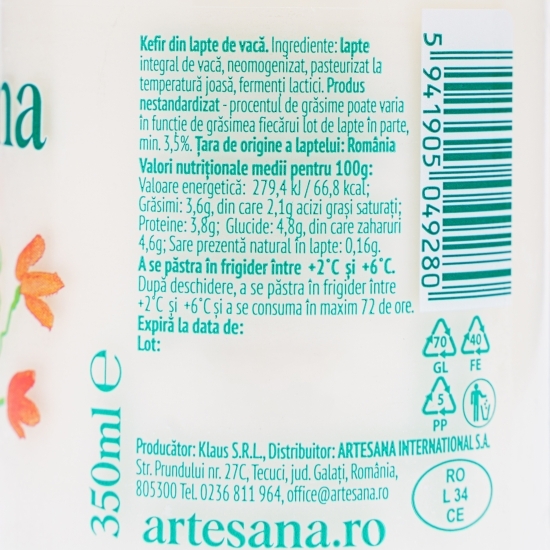 na
Kefir din lapte de vacă. Ingrediente: lapte
integral de vacă, neomogenizat, pasteurizat la
temperatură joasă, fermenți lactici. Produs
nestandardizat - procentul de grăsime poate varia
în funcție de grăsimea fiecărui lot de lapte în parte,
min. 3,5%. Țara de origine a laptelui: România
Valori nutriționale medii pentru 100g:
Valoare energetică: 279,4 kJ / 66,8 kcal;
Grăsimi: 3,6g, din care 2,1g acizi grași saturați;
Proteine: 3,8g; Glucide: 4,8g, din care zaharuri
4,6g; Sare prezentă natural în lapte: 0,16g.
A se păstra în frigider între +2°C și +6°C.
După deschidere, a se păstra în frigider între
+2°C și +6°C și a se consuma în maxim 72 de ore.
Expiră la data de:
Lot:
5 941905 049280
70
GL
40
FE
5
PP
350ml e
Producător: Klaus S.R.L., Distribuitor: ARTESANA INTERNATIONAL S.A.
Str. Prundului nr. 27C, Tecuci, jud. Galați, România,
805300 Tel. 0236 811 964, office@artesana.ro
RO
L 34
CE
artesana.ro